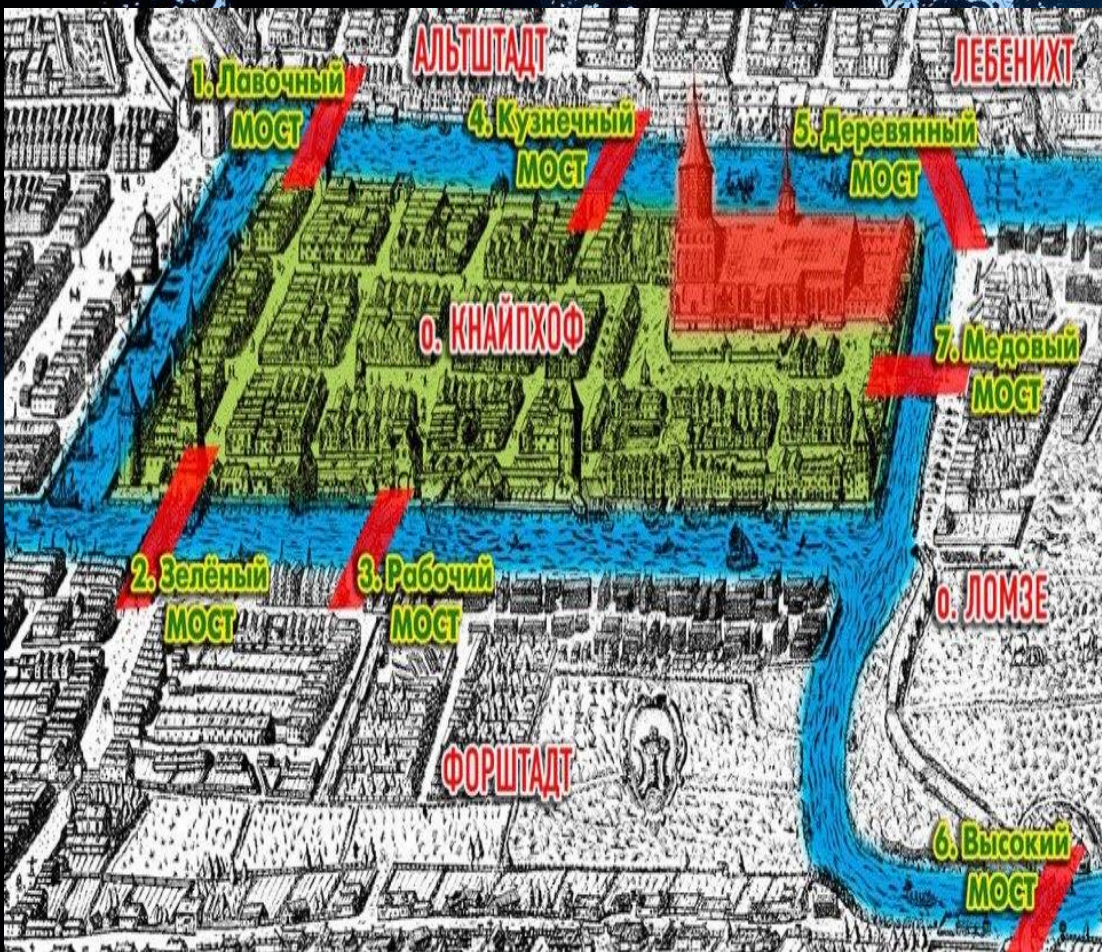 АЛЬТШТАДТ
ЛЕБЕНИХТ
1. Лавочный
МОСТ
4. Кузнечный
МОСТ
5. Деревянный
МОСТ
о. КНАЙПХОФ
7. Медовый
МОСТ
2. Зелёный
МОСТ
3. Рабочий
МОСТ
о. ЛОМЗЕ
ФОРШТАДТ
6. Высокий
МОСТ